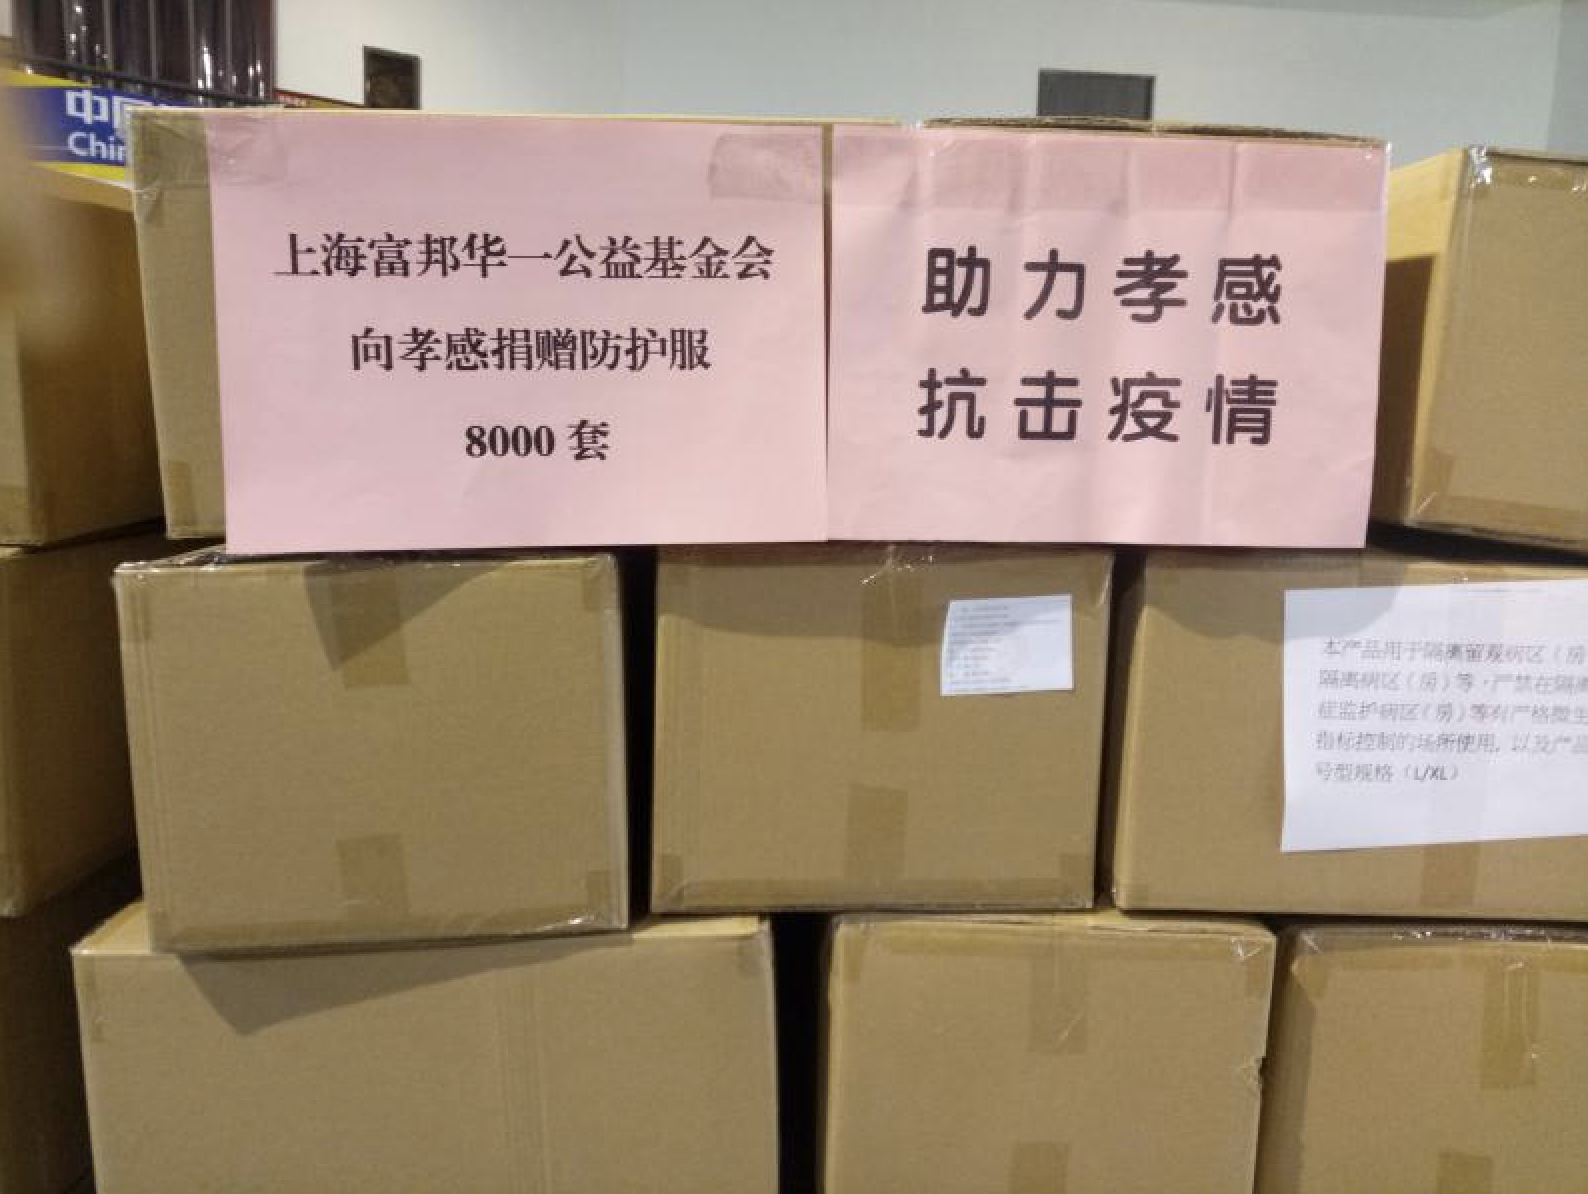 中
Chin
上海富邦华一公益基金会
向孝感捐赠防护服
8000 套
助力孝感
抗击疫情
本产品用于隔离留观病区（房
隔离病区（房）等，严禁在隔离
症监护病区（房）等有严格微生
指标控制的场所使用，以及产品
号型规格（L/XL）